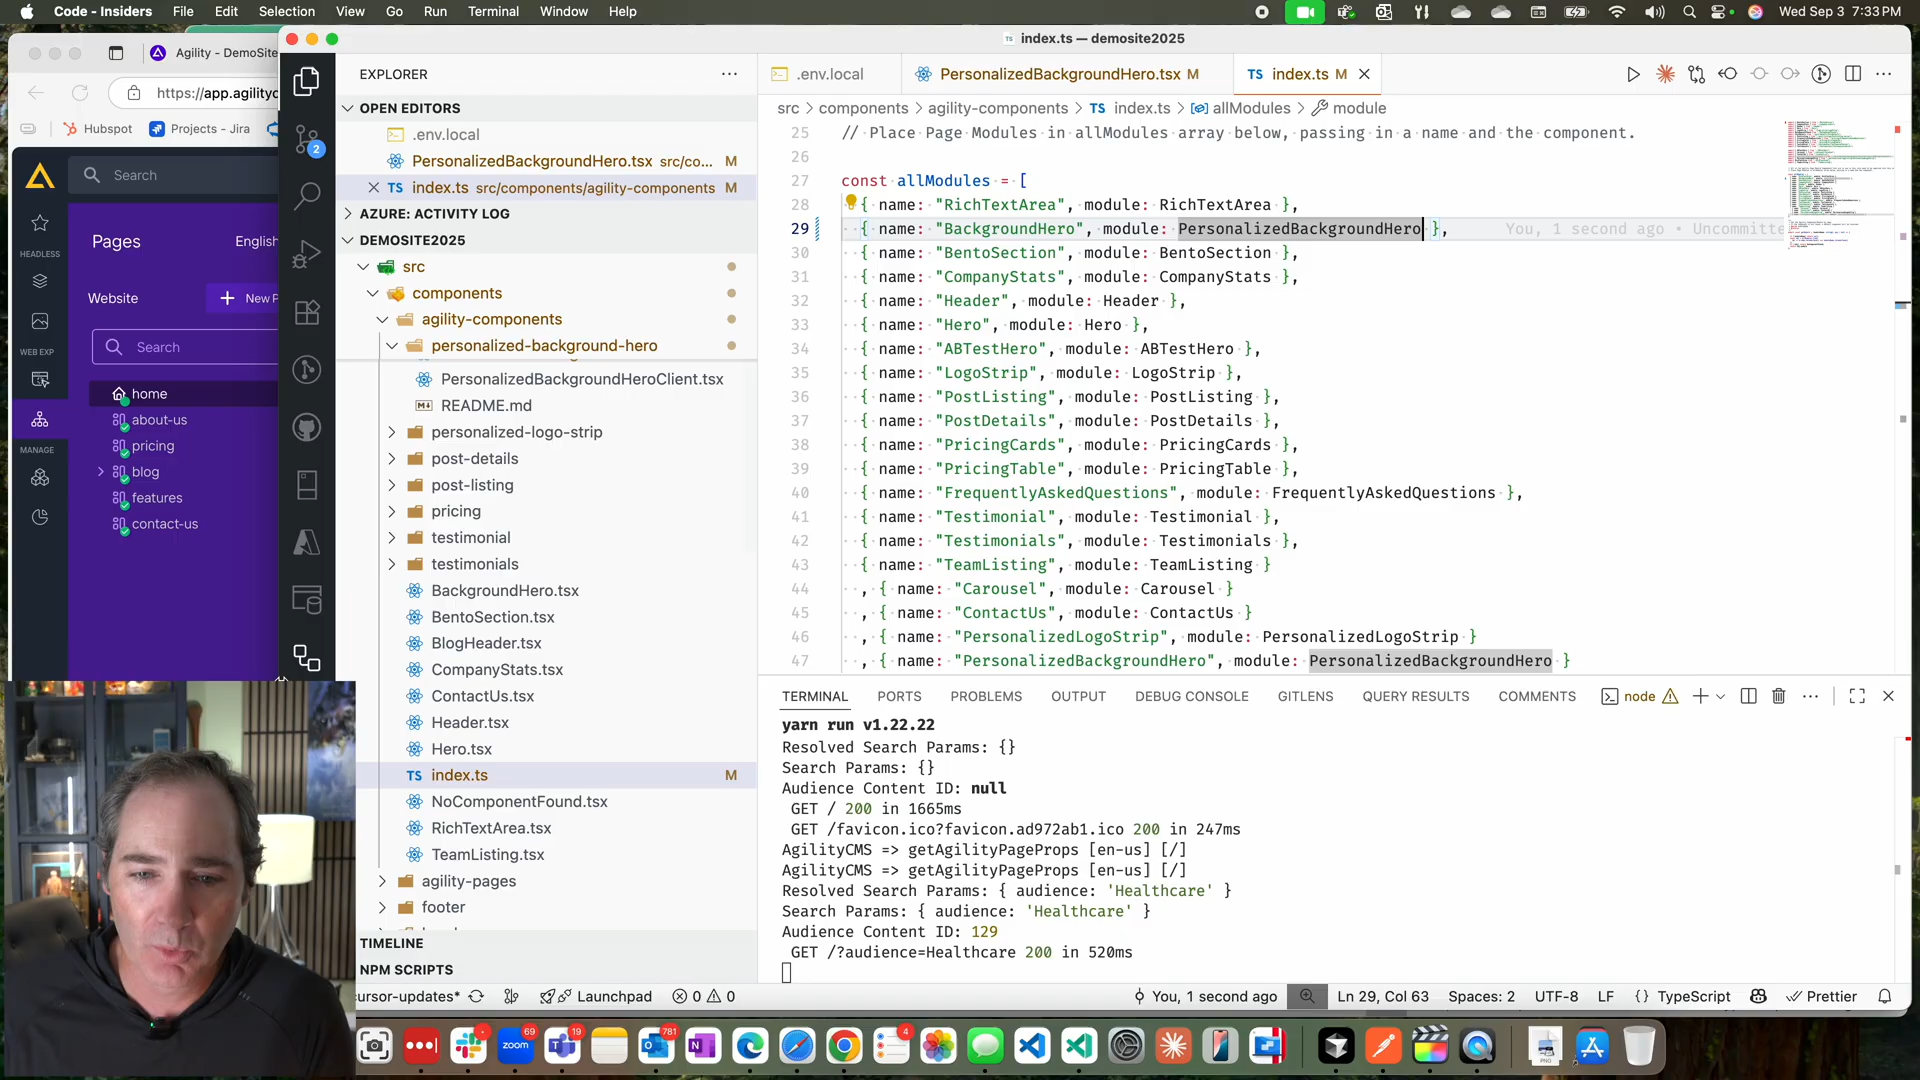 Code - Insiders File Edit Selection View Go Run Terminal Window Help
Wed Sep 3 7:33 PM
Agility - DemoSite
https://app.agilityc
Hubspot
Projects - Jira
Search
HEADLESS
WEB EXP
MANAGE
Pages
English
Website
New P
Search
home
about-us
pricing
blog
features
contact-us
index.ts — demosite2025
EXPLORER
OPEN EDITORS
.env.local
PersonalizedBackgroundHero.tsx src/co... M
TS index.ts src/components/agility-components M
AZURE: ACTIVITY LOG
DEMOSITE2025
src
components
agility-components
personalized-background-hero
PersonalizedBackgroundHeroClient.tsx
README.md
personalized-logo-strip
post-details
post-listing
pricing
testimonial
testimonials
BackgroundHero.tsx
BentoSection.tsx
BlogHeader.tsx
CompanyStats.tsx
ContactUs.tsx
Header.tsx
Hero.tsx
TS index.ts M
NoComponentFound.tsx
RichTextArea.tsx
TeamListing.tsx
agility-pages
footer
TIMELINE
NPM SCRIPTS
2
.env.local
PersonalizedBackgroundHero.tsx M
TS index.ts M
src > components > agility-components > TS index.ts > allModules > module
25 // Place Page Modules in allModules array below, passing in a name and the component.
26
27 const allModules = [
28 { name: "RichTextArea", module: RichTextArea },
29 { name: "BackgroundHero", module: PersonalizedBackgroundHero }, You, 1 second ago • Uncommitte
30 { name: "BentoSection", module: BentoSection },
31 { name: "CompanyStats", module: CompanyStats },
32 { name: "Header", module: Header },
33 { name: "Hero", module: Hero },
34 { name: "ABTestHero", module: ABTestHero },
35 { name: "LogoStrip", module: LogoStrip },
36 { name: "PostListing", module: PostListing },
37 { name: "PostDetails", module: PostDetails },
38 { name: "PricingCards", module: PricingCards },
39 { name: "PricingTable", module: PricingTable },
40 { name: "FrequentlyAskedQuestions", module: FrequentlyAskedQuestions },
41 { name: "Testimonial", module: Testimonial },
42 { name: "Testimonials", module: Testimonials },
43 { name: "TeamListing", module: TeamListing }
44 , { name: "Carousel", module: Carousel }
45 , { name: "ContactUs", module: ContactUs }
46 , { name: "PersonalizedLogoStrip", module: PersonalizedLogoStrip }
47 , { name: "PersonalizedBackgroundHero", module: PersonalizedBackgroundHero }
TERMINAL PORTS PROBLEMS OUTPUT DEBUG CONSOLE GITLENS QUERY RESULTS COMMENTS node
yarn run v1.22.22
Resolved Search Params: {}
Search Params: {}
Audience Content ID: null
GET / 200 in 1665ms
GET /favicon.ico?favicon.ad972ab1.ico 200 in 247ms
AgilityCMS => getAgilityPageProps [en-us] [/]
AgilityCMS => getAgilityPageProps [en-us] [/]
Resolved Search Params: { audience: 'Healthcare' }
Search Params: { audience: 'Healthcare' }
Audience Content ID: 129
GET /?audience=Healthcare 200 in 520ms
ursor-updates* Launchpad 0 0 You, 1 second ago Ln 29, Col 63 Spaces: 2 UTF-8 LF {} TypeScript Prettier
zoom
69
19
781
4